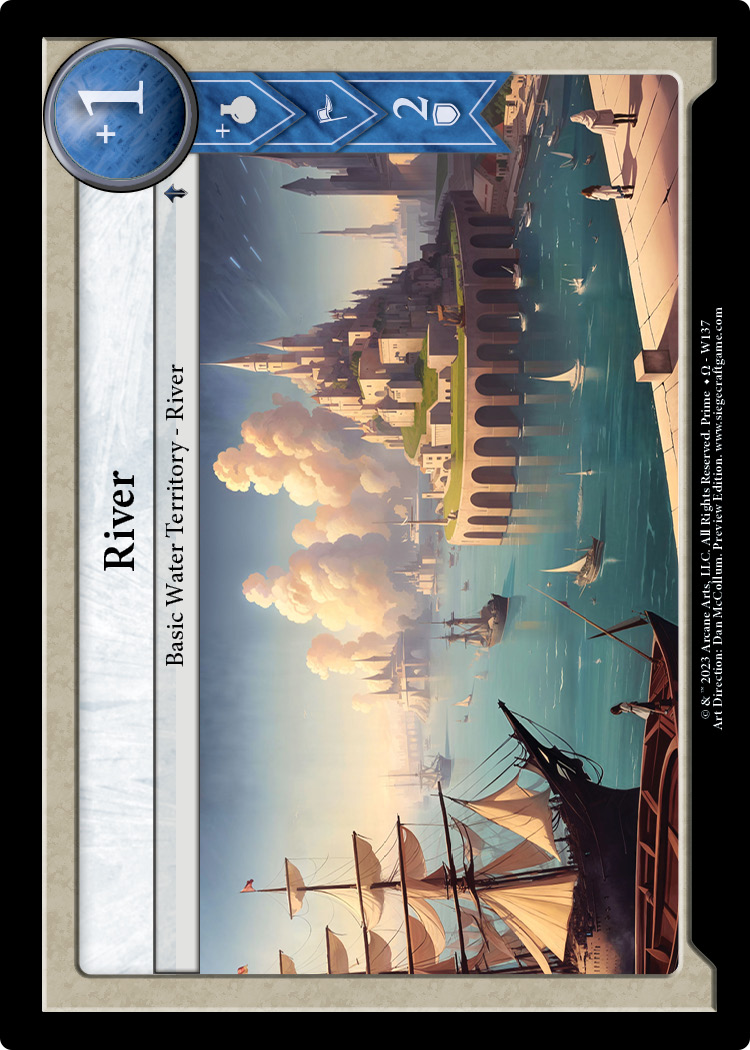 +1
+
2
River
Basic Water Territory - River
© & ™ 2023 Arcane Arts, LLC. All Rights Reserved. Prime ♦ Ω - W137
Art Direction: Dan McCollum. Preview Edition. www.siegecraftgame.com